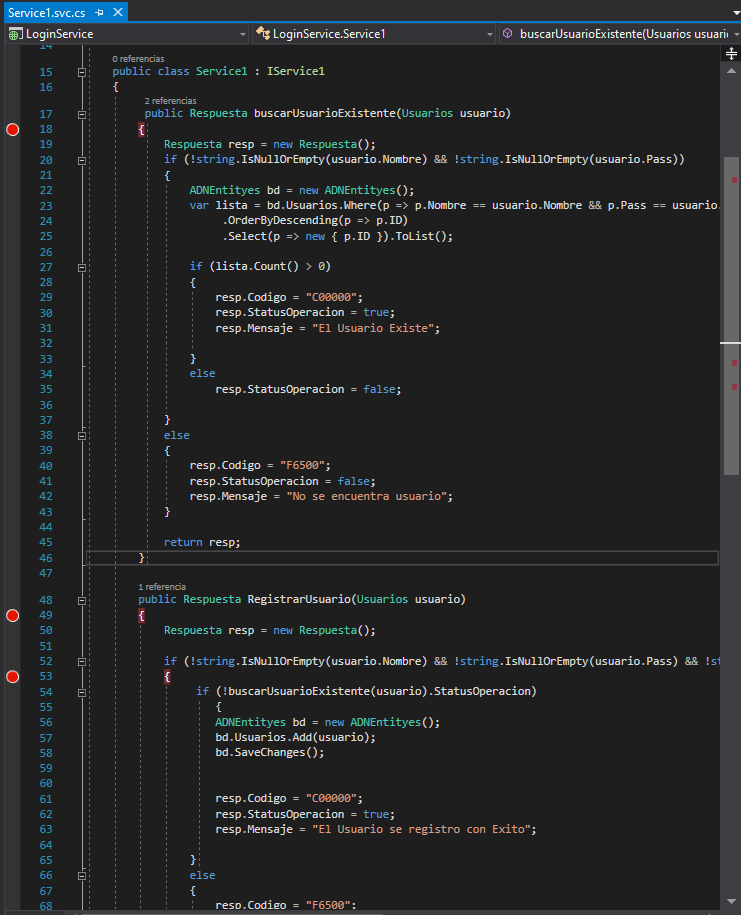 Service1.svc.cs
LoginService LoginService.Service1 buscarUsuarioExistente(Usuarios usuari
14
0 referencias
15 public class Service1 : IService1
16 {
2 referencias
17 public Respuesta buscarUsuarioExistente(Usuarios usuario)
18 {
19 Respuesta resp = new Respuesta();
20 if (!string.IsNullOrEmpty(usuario.Nombre) && !string.IsNullOrEmpty(usuario.Pass))
21 {
22 ADNEntityes bd = new ADNEntityes();
23 var lista = bd.Usuarios.Where(p => p.Nombre == usuario.Nombre && p.Pass == usuario.
24 .OrderByDescending(p => p.ID)
25 .Select(p => new { p.ID }).ToList();
26
27 if (lista.Count() > 0)
28 {
29 resp.Codigo = "C00000";
30 resp.StatusOperacion = true;
31 resp.Mensaje = "El Usuario Existe";
32
33 }
34 else
35 resp.StatusOperacion = false;
36
37 }
38 else
39 {
40 resp.Codigo = "F6500";
41 resp.StatusOperacion = false;
42 resp.Mensaje = "No se encuentra usuario";
43 }
44
45 return resp;
46 }
47
1 referencia
48 public Respuesta RegistrarUsuario(Usuarios usuario)
49 {
50 Respuesta resp = new Respuesta();
51
52 if (!string.IsNullOrEmpty(usuario.Nombre) && !string.IsNullOrEmpty(usuario.Pass) && !st
53 {
54 if (!buscarUsuarioExistente(usuario).StatusOperacion)
55 {
56 ADNEntityes bd = new ADNEntityes();
57 bd.Usuarios.Add(usuario);
58 bd.SaveChanges();
59
60
61 resp.Codigo = "C00000";
62 resp.StatusOperacion = true;
63 resp.Mensaje = "El Usuario se registro con Exito";
64
65 }
66 else
67 {
68 resp.Codigo = "F6500";